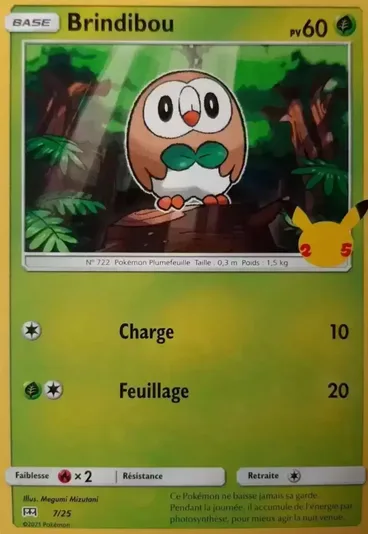 BASE Brindibou PV60
25
N° 722 Pokémon Plumefeuille Taille : 0,3 m Poids : 1,5 kg
Charge 10
Feuillage 20
Faiblesse × 2 Résistance Retraite
Illus. Megumi Mizutani
7/25
©2021 Pokémon
Ce Pokémon ne baisse jamais sa garde.
Pendant la journée, il accumule de l'énergie par
photosynthèse, pour mieux agir la nuit venue.